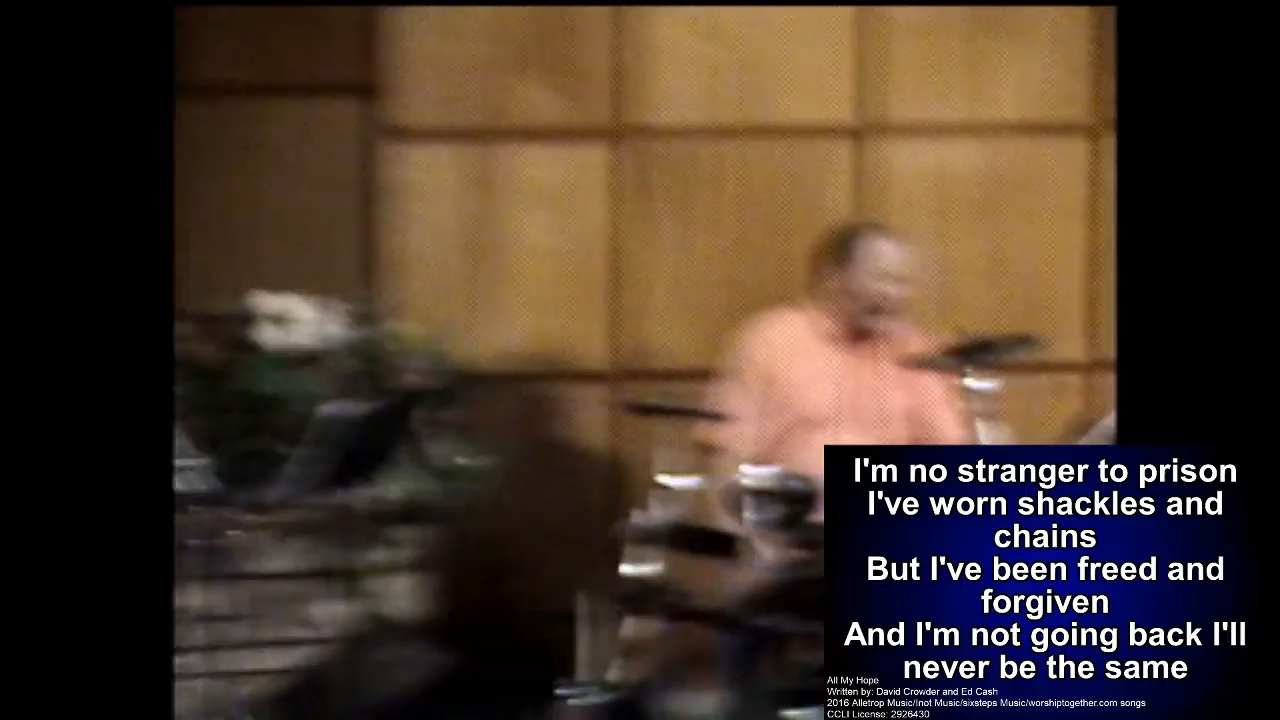 I'm no stranger to prison
I've worn shackles and
chains
But I've been freed and
forgiven
And I'm not going back I'll
never be the same
All My Hope
Written by: David Crowder and Ed Cash
2016 Alletrop Music/Inot Music/sixsteps Music/worshiptogether.com songs
CCLI License: 2926430